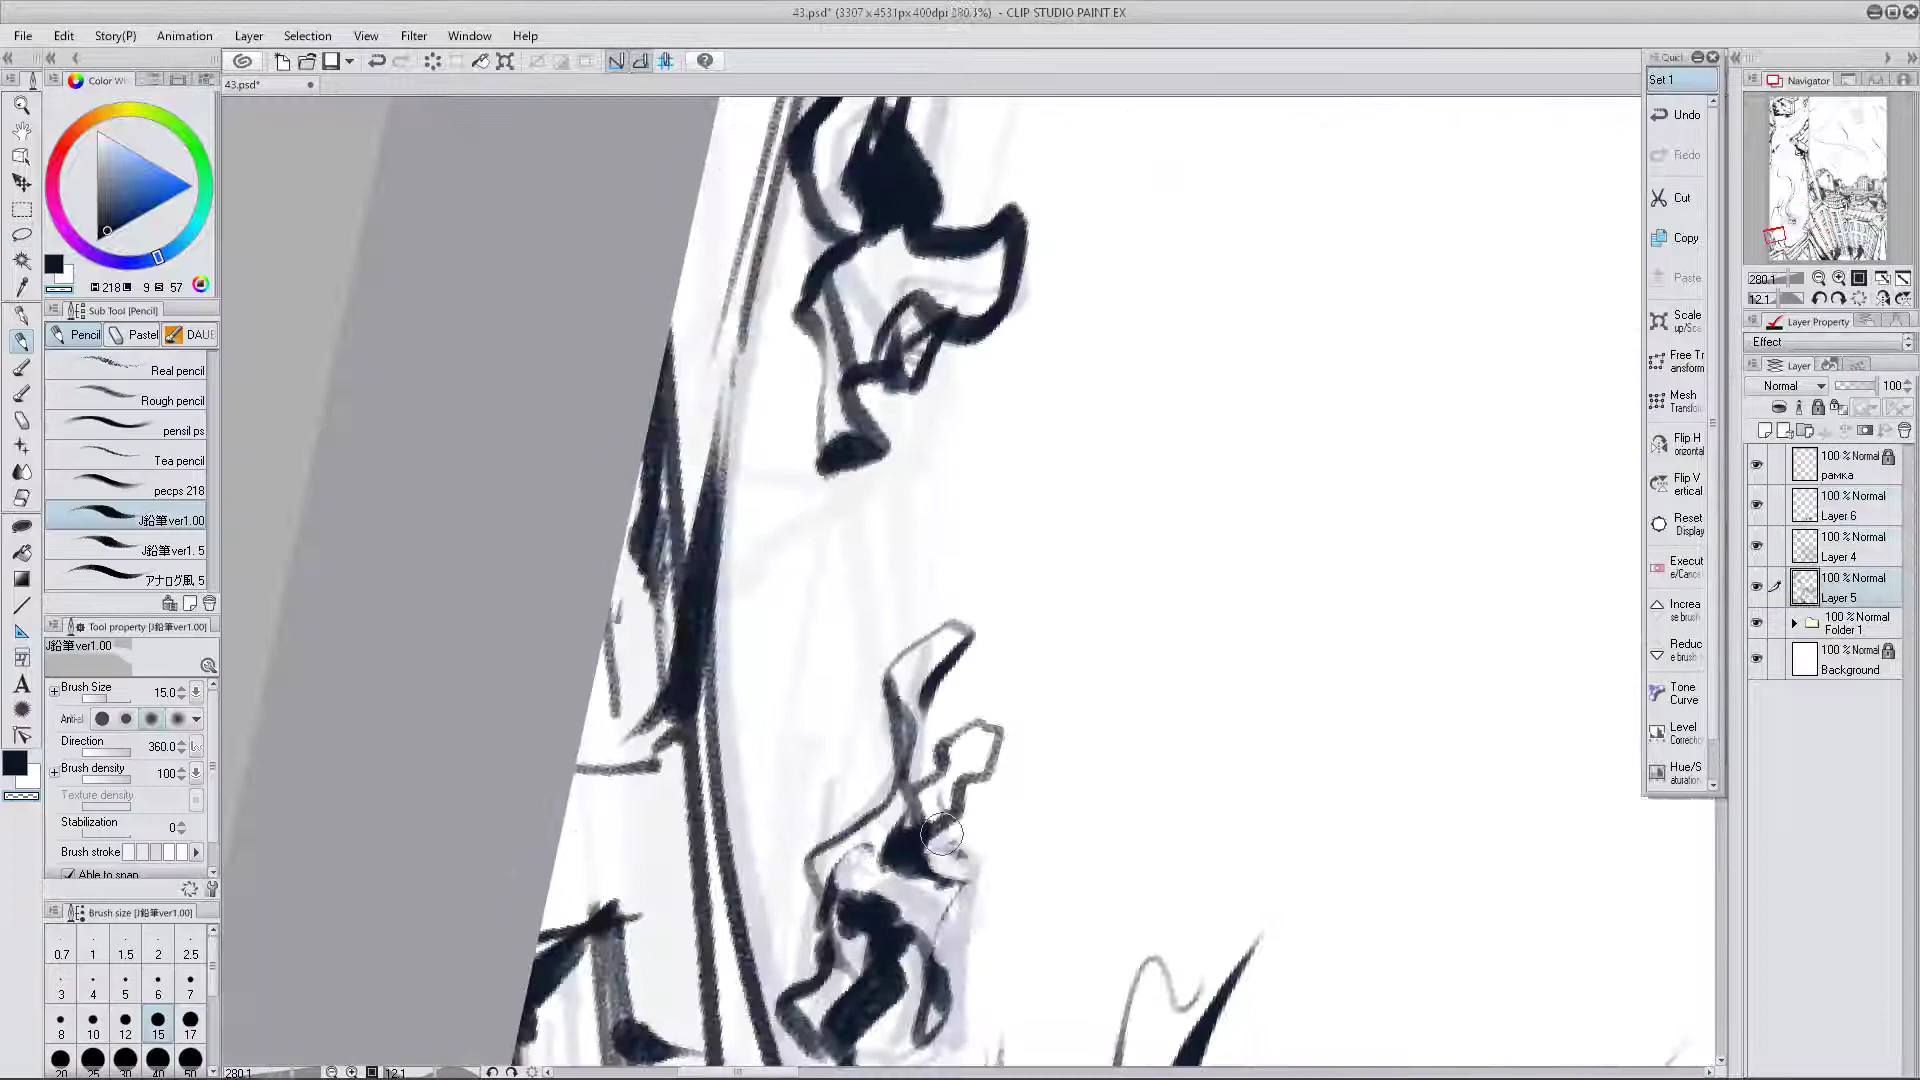 43.psd* (3307 x 4531px 400dpi 280.1%) - CLIP STUDIO PAINT EX
File Edit Story(P) Animation Layer Selection View Filter Window Help
43.psd*
Color W
218 9 S 57
Sub Tool [Pencil]
Pencil Pastel DAUB
Real pencil
Rough pencil
pensil ps
Tea pencil
pecps 218
J鉛筆ver1.00
J鉛筆ver1. 5
アナログ風 5
Tool property [J鉛筆ver1.00]
J鉛筆ver1.00
Brush Size 15.0
Anti-al
Direction 360.0
Brush density 100
Texture density
Stabilization 0
Brush stroke
Able to snap
Brush size [J鉛筆ver1.00]
0.7 1 1.5 2 2.5
3 4 5 6 7
8 10 12 15 17
20 25 30 40 50
280.1 12.1
Quick
Set 1
Undo
Redo
Cut
Copy
Paste
Scale
up/Sca
Free Tr
ansform
Mesh
Transfo
Flip H
orizontal
Flip V
ertical
Reset
Display
Execut
e/Cance
Increa
se brush
Reduc
e brush
Tone
Curve
Level
Correctio
Hue/S
aturation
Navigator
280.1
12.1
Layer Property
Effect
Layer
Normal 100
100 % Normal
рамка
100 % Normal
Layer 6
100 % Normal
Layer 4
100 % Normal
Layer 5
100 % Normal
Folder 1
100 % Normal
Background